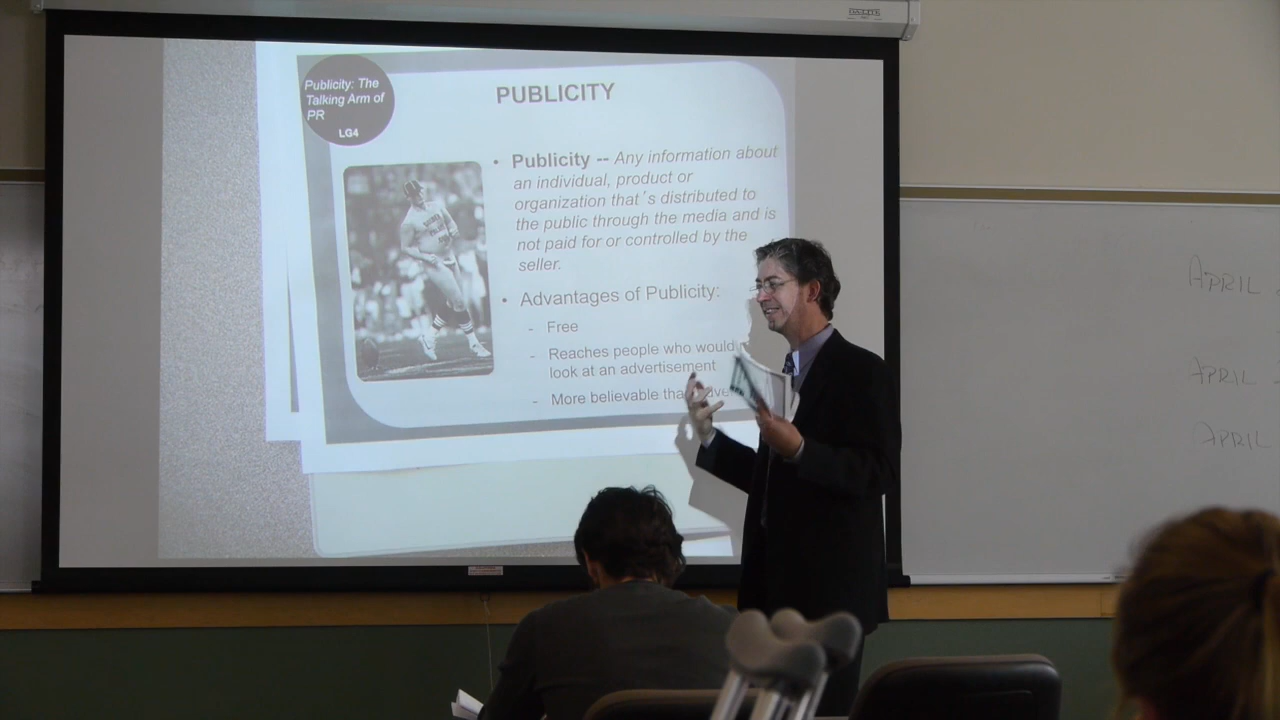 Publicity: The
Talking Arm of
PR
LG4
PUBLICITY
• Publicity -- Any information about
an individual, product or
organization that's distributed to
the public through the media and is
not paid for or controlled by the
seller.
• Advantages of Publicity:
- Free
- Reaches people who would
look at an advertisement
- More believable than
APRIL
APRIL
APRIL